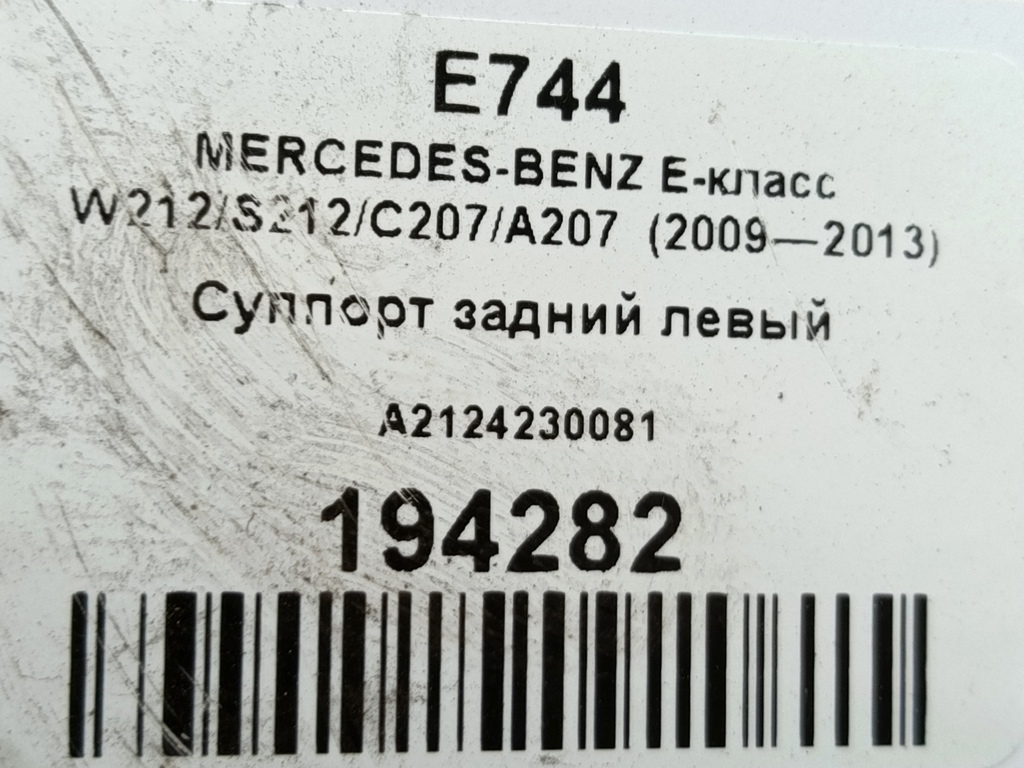 E744
MERCEDES-BENZ E-класс
W212/S212/C207/A207 (2009—2013)
Суппорт задний левый
A2124230081
194282